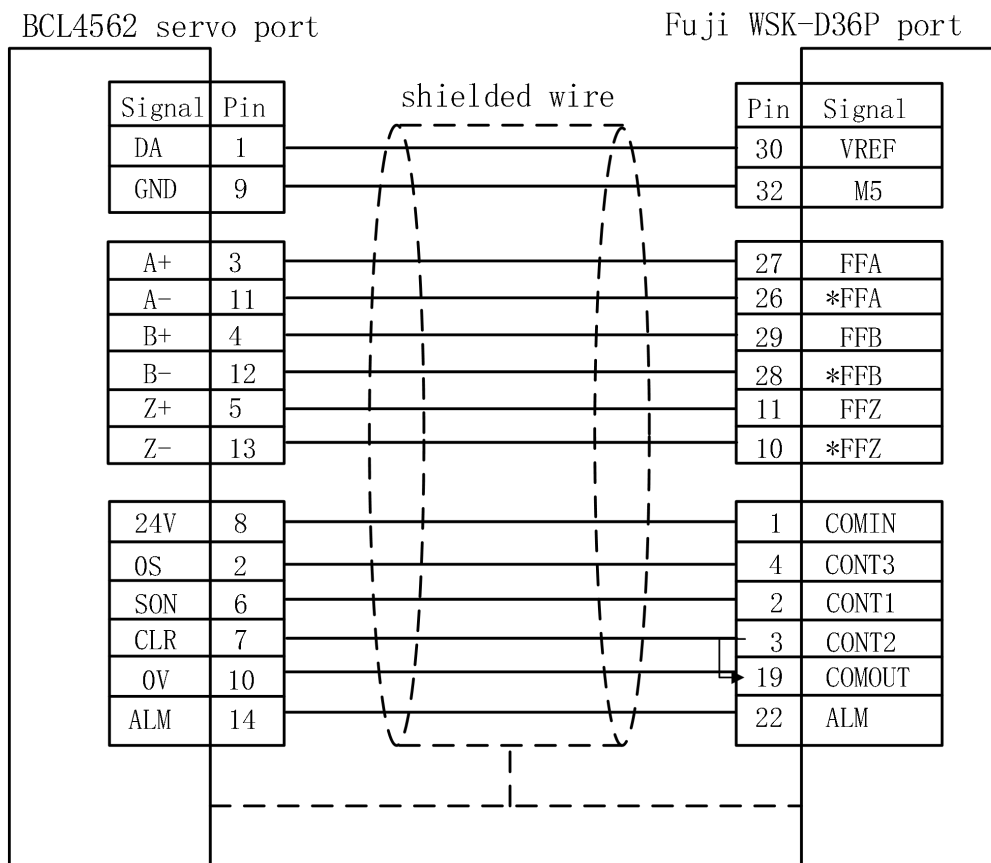 BCL4562 servo port
Fuji WSK-D36P port
shielded wire
Signal Pin
DA 1
GND 9
A+ 3
A- 11
B+ 4
B- 12
Z+ 5
Z- 13
24V 8
OS 2
SON 6
CLR 7
0V 10
ALM 14
Pin Signal
30 VREF
32 M5
27 FFA
26 *FFA
29 FFB
28 *FFB
11 FFZ
10 *FFZ
1 COMIN
4 CONT3
2 CONT1
3 CONT2
19 COMOUT
22 ALM